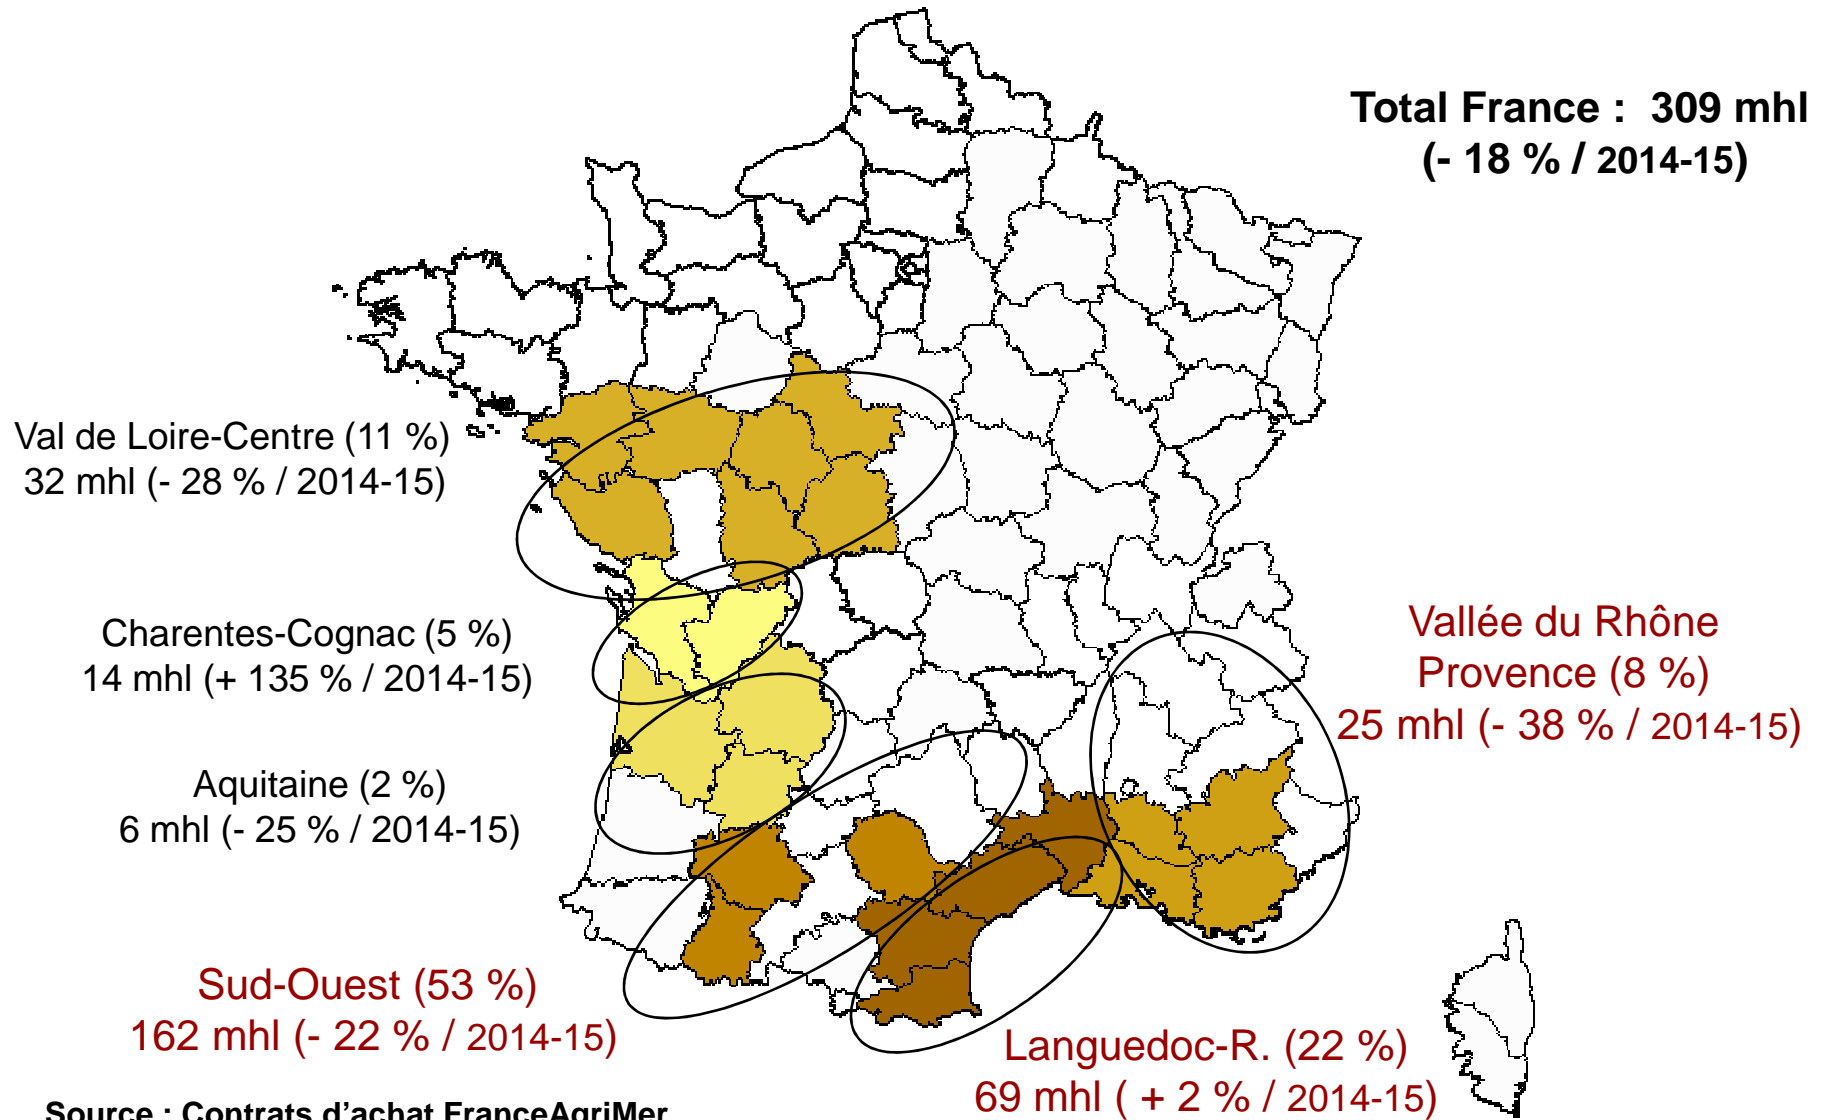 Total France : 309 mhl
(- 18 % / 2014-15)
Val de Loire-Centre (11 %)
32 mhl (- 28 % / 2014-15)
Charentes-Cognac (5 %)
14 mhl (+ 135 % / 2014-15)
Vallée du Rhône
Provence (8 %)
25 mhl (- 38 % / 2014-15)
Aquitaine (2 %)
6 mhl (- 25 % / 2014-15)
Sud-Ouest (53 %)
162 mhl (- 22 % / 2014-15)
Languedoc-R. (22 %)
69 mhl ( + 2 % / 2014-15)
Source : Contrats d'achat FranceAgriMer